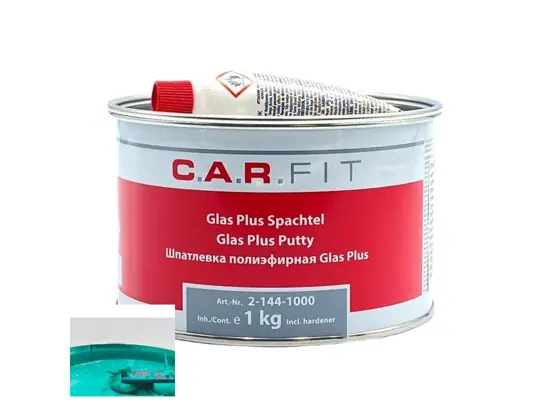 C.A.R.FIT
Glas Plus Spachtel
Glas Plus Putty
Шпатлевка полиэфирная Glas Plus
Art.-Nr. 2-144-1000
Inh./Cont. e 1 kg Incl. hardener